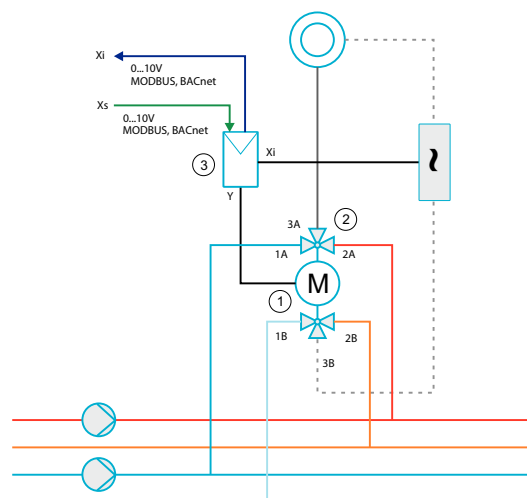 Xi
0...10V
MODBUS, BACnet
Xs
0...10V
MODBUS, BACnet
3
Xi
~
Y
3A
2
1A
2A
M
1
1B
2B
3B